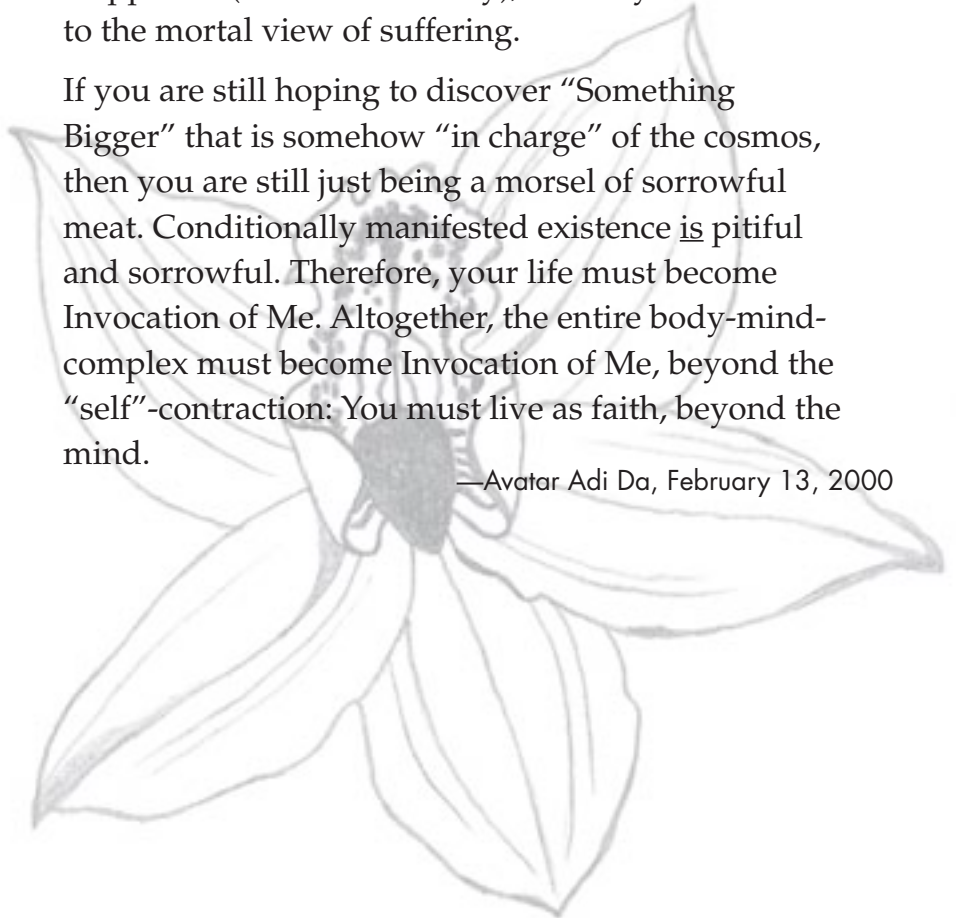 to the mortal view of suffering.
If you are still hoping to discover “Something
Bigger” that is somehow “in charge” of the cosmos,
then you are still just being a morsel of sorrowful
meat. Conditionally manifested existence is pitiful
and sorrowful. Therefore, your life must become
Invocation of Me. Altogether, the entire body-mind-
complex must become Invocation of Me, beyond the
“self”-contraction: You must live as faith, beyond the
mind.
—Avatar Adi Da, February 13, 2000